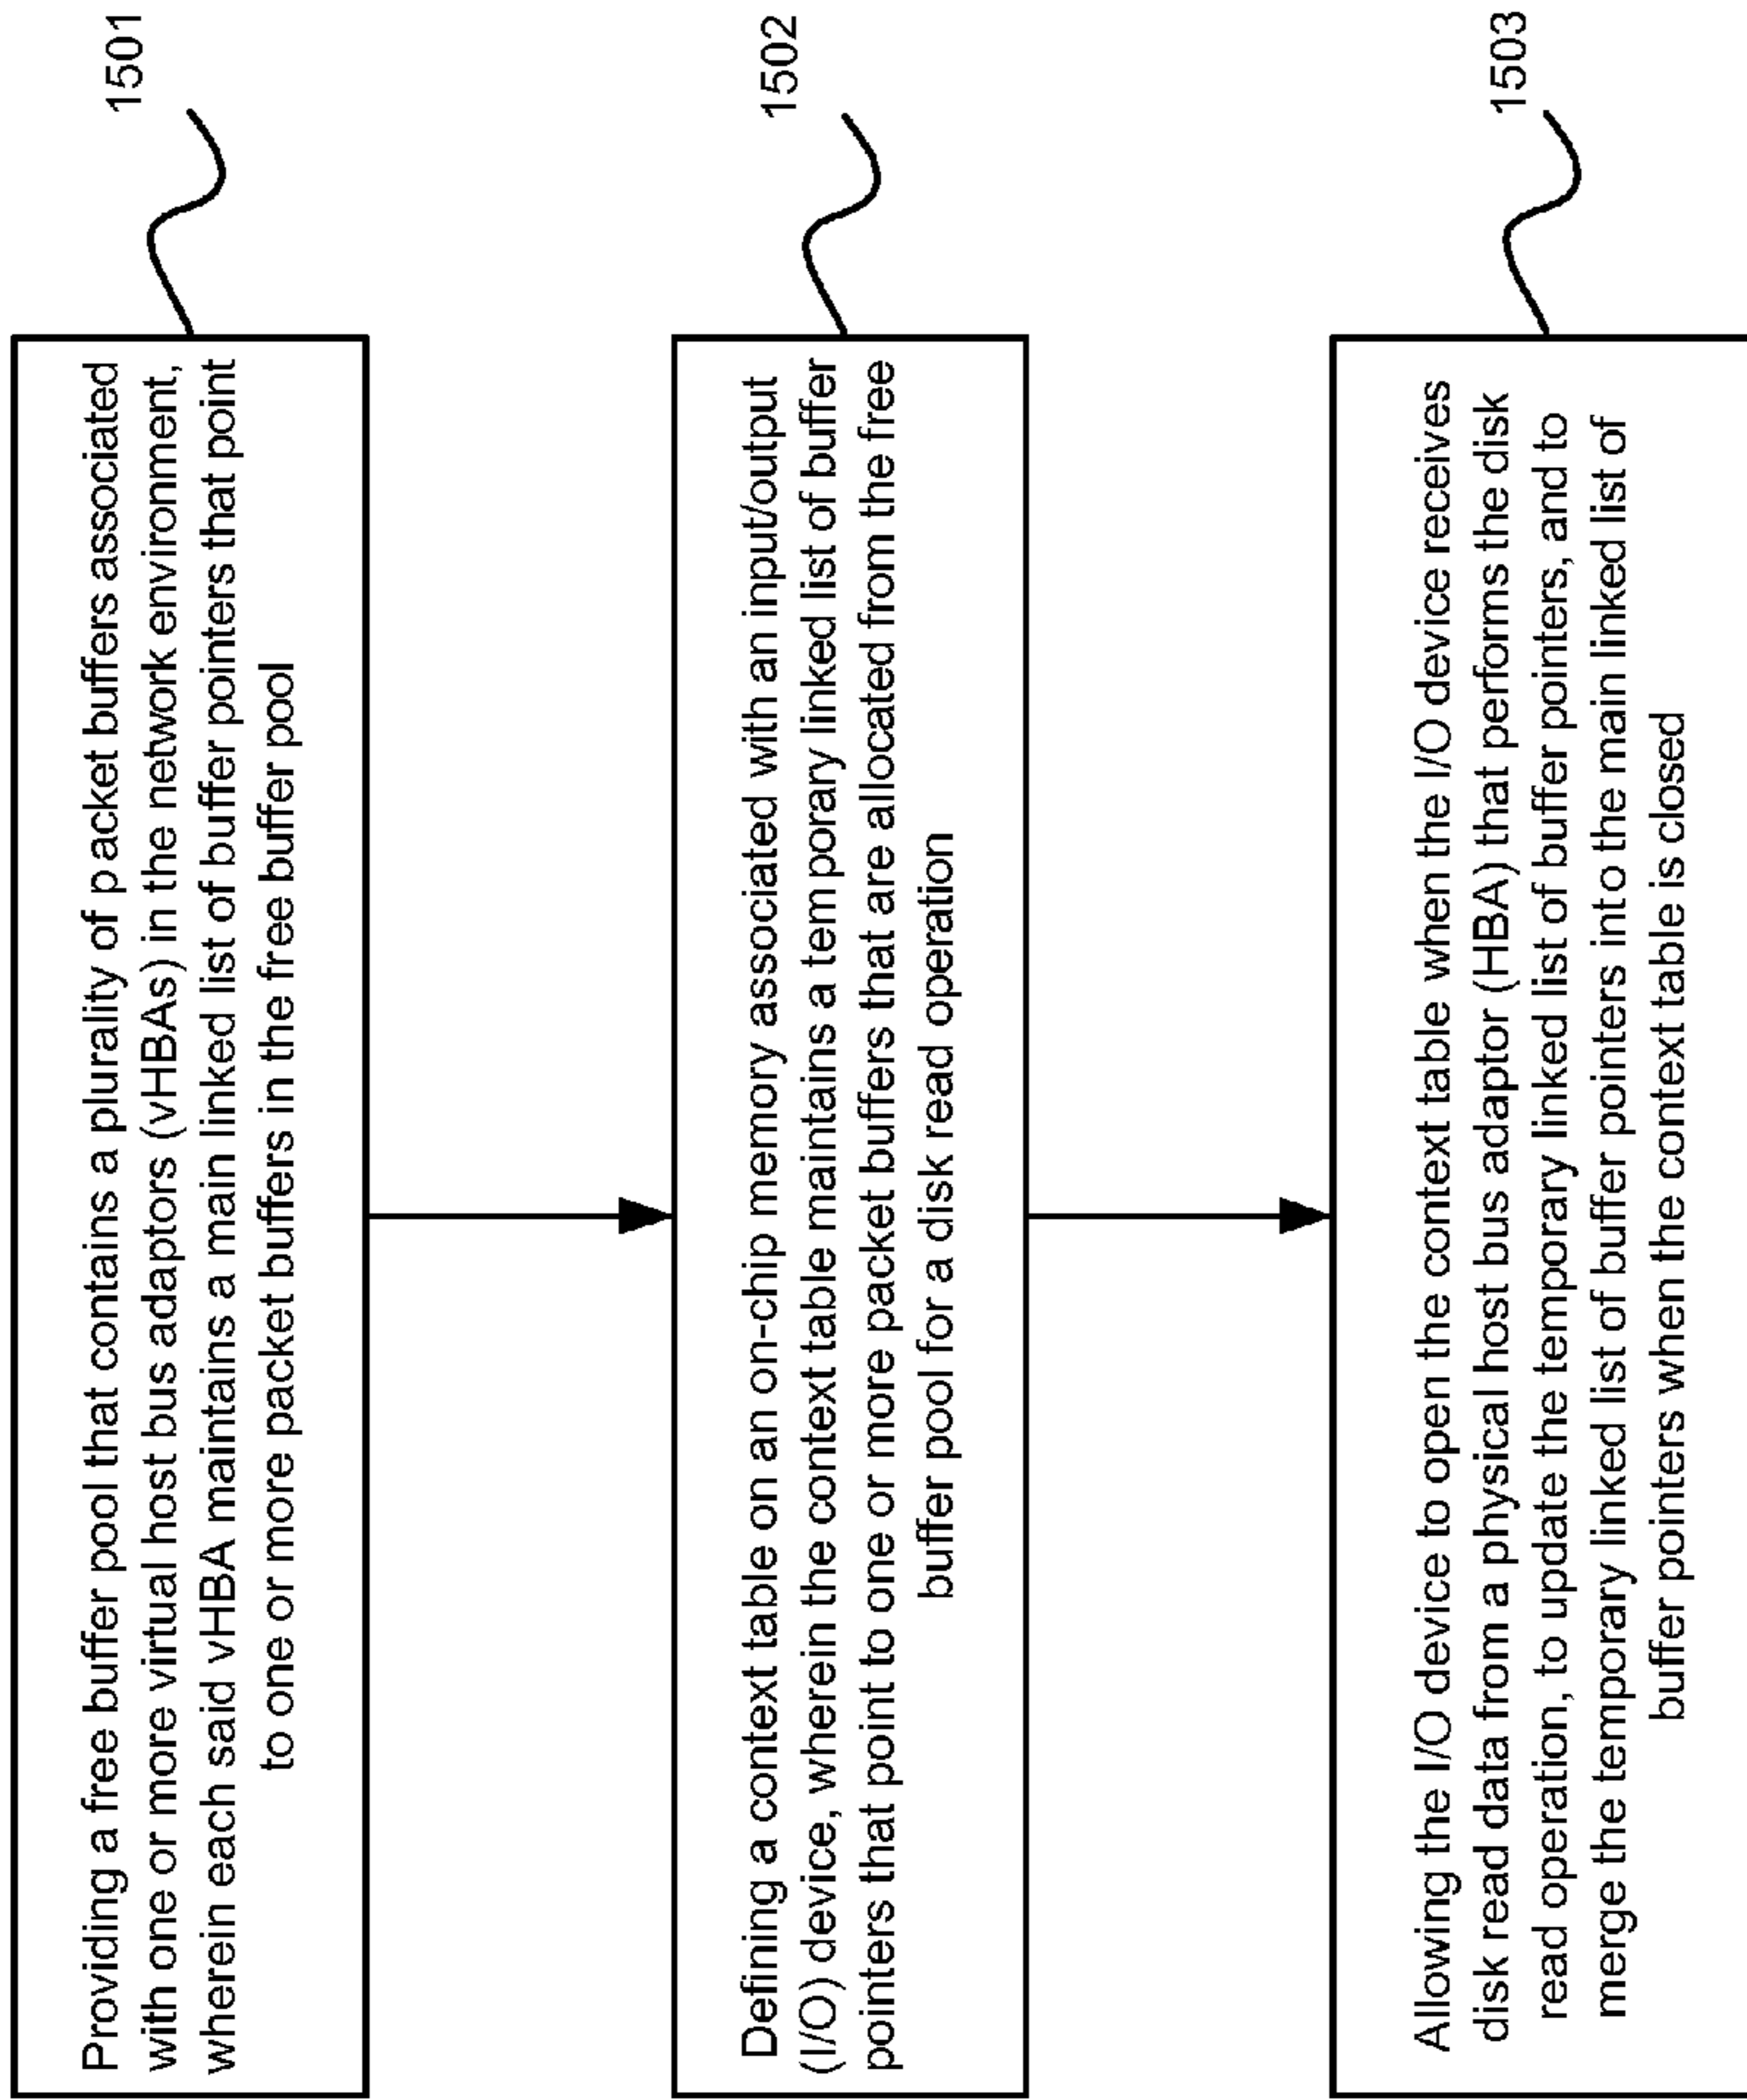 1501
Providing a free buffer pool that contains a plurality of p acket buffers associated
with one or more virtual host bus adaptors (vHBAs) in the network environment,
wherein each said vHBA maintains a main linked list of buffer pointers that point
to one or more packet buffers in the free buffer pool
1502
Defining a context table on an on-chip memory associated with an input/output
(I/O) device, wherein the context table maintains a temporary linked list of buffer
pointers that point to one or more packet buffers that are allocated from the free
buffer pool for a disk read operation
1503
Allowing the I/O device to open the context table when the I/O device receives
disk read data from a physical host bus adaptor (HBA) that performs the disk
read operation, to update the temporary linked list of buffer pointers, and to
merge the temporary linked list of buffer pointers into the main linked list of
buffer pointers when the context table is closed